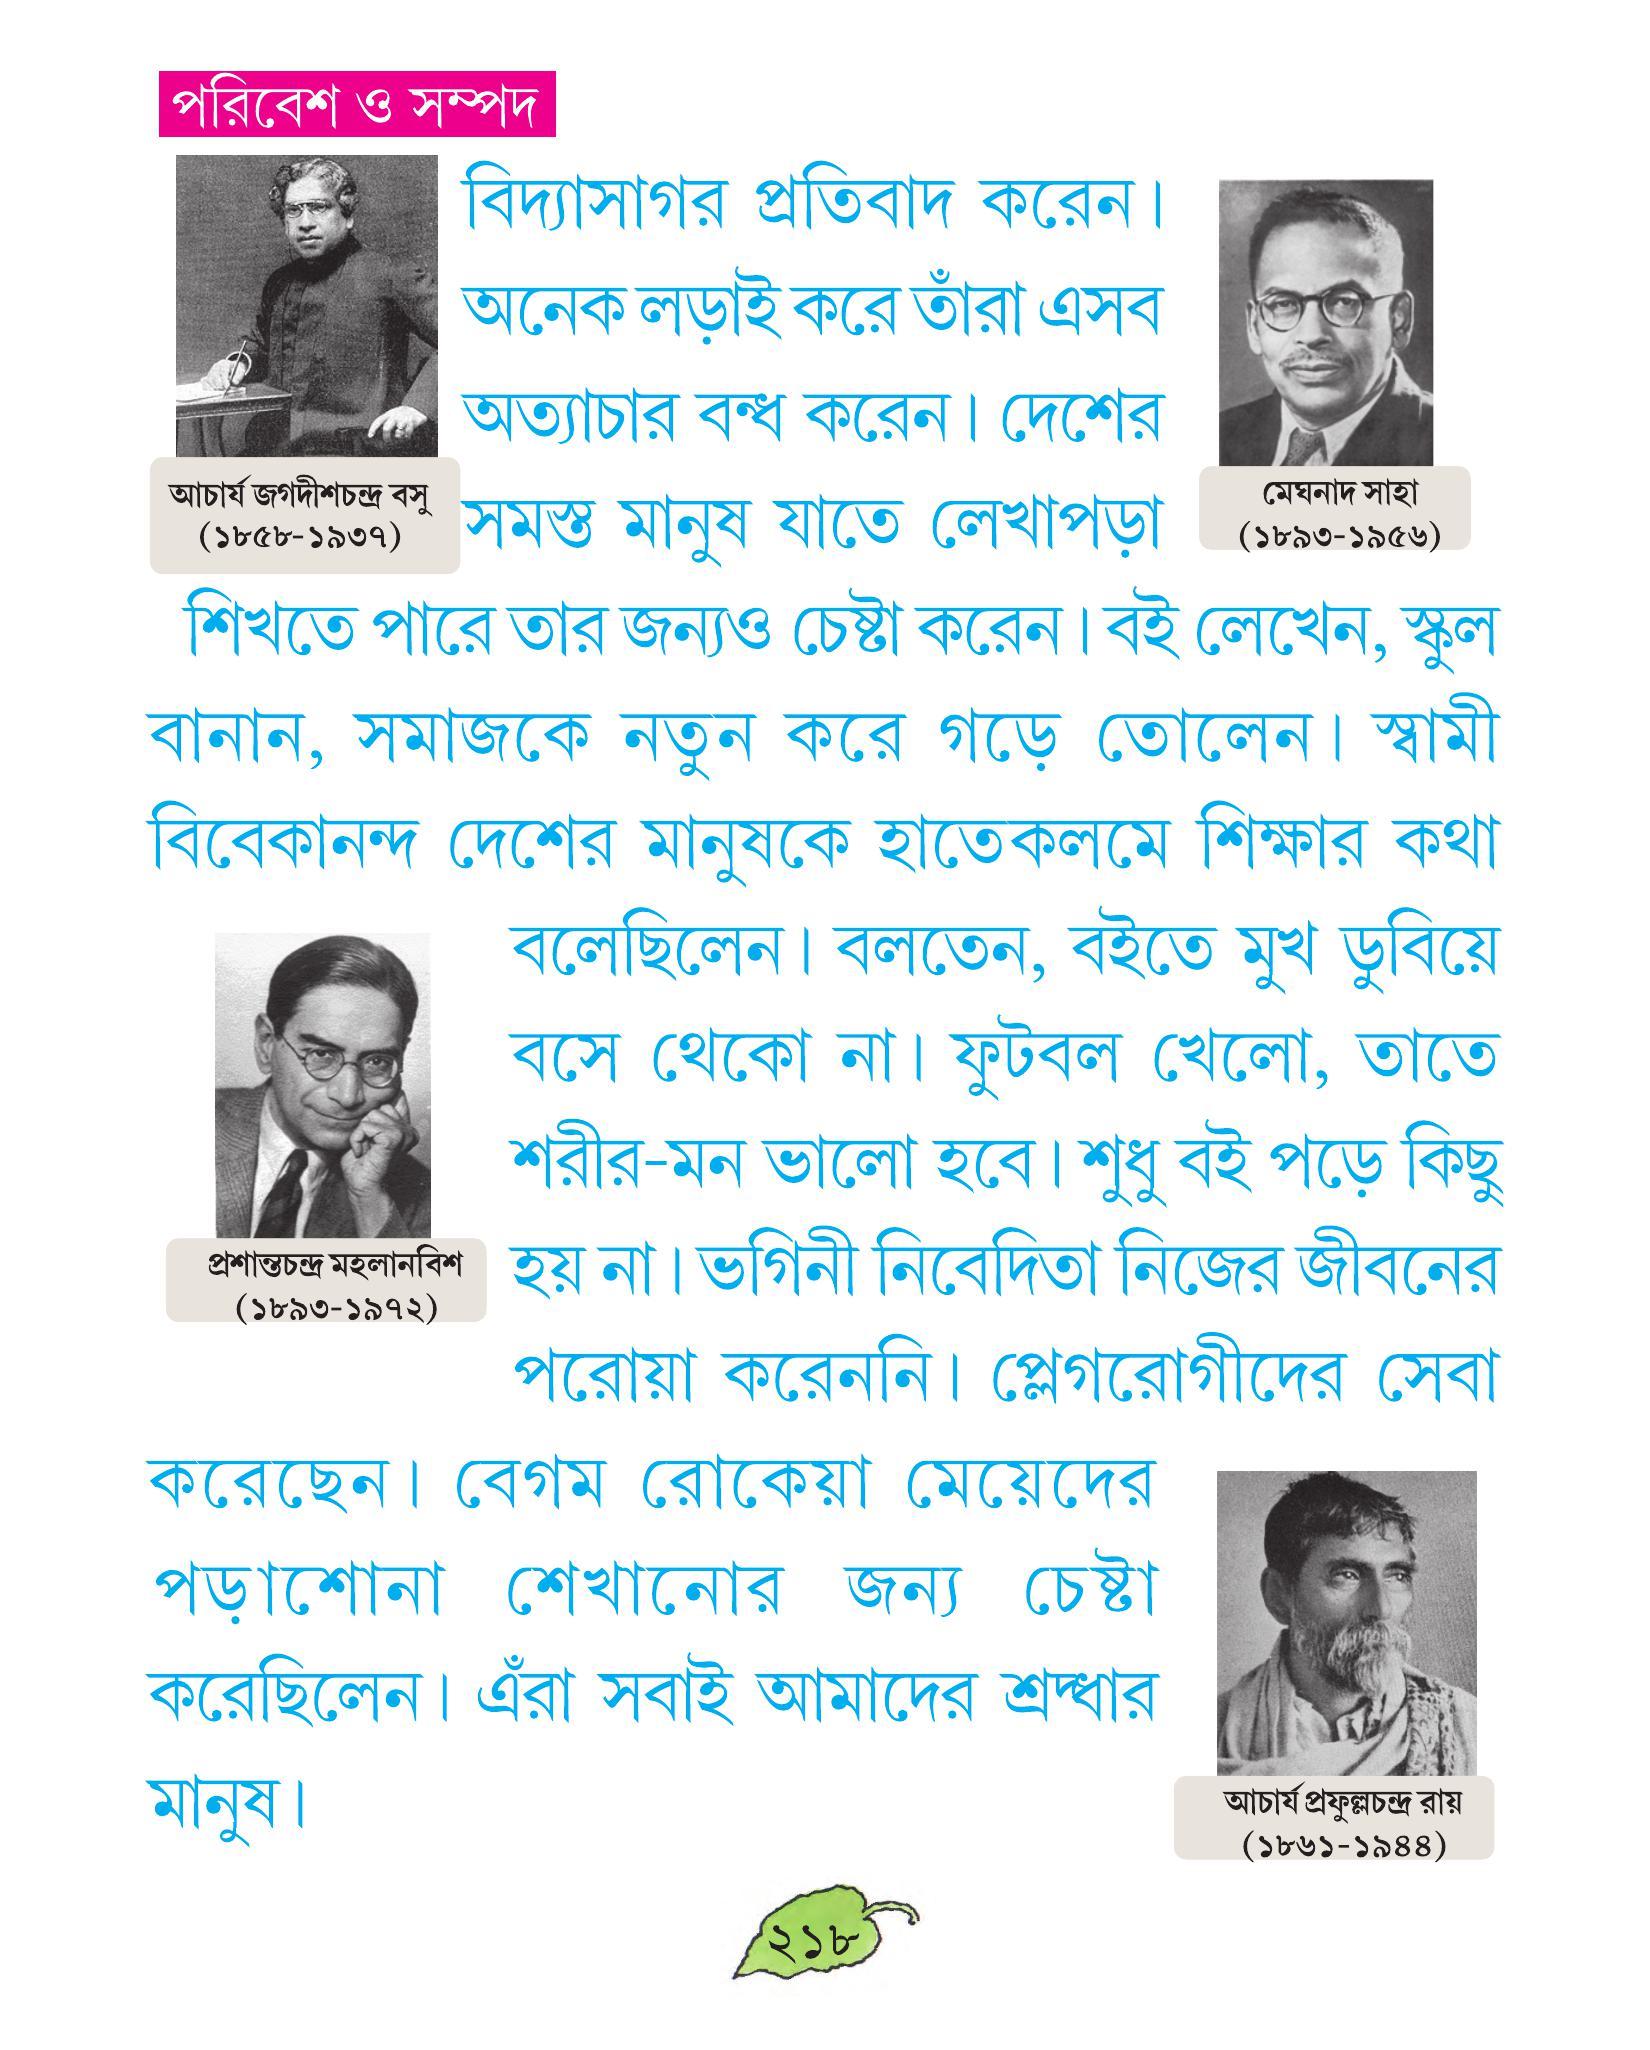 পরিবেশ ও সম্পদ
বিদ্যাসাগর প্রতিবাদ করেন।
অনেক লড়াই করে তাঁরা এসব
অত্যাচার বন্ধ করেন। দেশের
সমস্ত মানুষ যাতে লেখাপড়া
আচার্য জগদীশচন্দ্র বসু
(১৮৫৮-১৯৩৭)
মেঘনাদ সাহা
(১৮৯৩-১৯৫৬)
শিখতে পারে তার জন্যও চেষ্টা করেন। বই লেখেন, স্কুল
বানান, সমাজকে নতুন করে গড়ে তোলেন। স্বামী
বিবেকানন্দ দেশের মানুষকে হাতেকলমে শিক্ষার কথা
বলেছিলেন। বলতেন, বইতে মুখ ডুবিয়ে
বসে থেকো না। ফুটবল খেলো, তাতে
শরীর-মন ভালো হবে। শুধু বই পড়ে কিছু
হয় না। ভগিনী নিবেদিতা নিজের জীবনের
পরোয়া করেননি। প্লেগরোগীদের সেবা
প্রশান্তচন্দ্র মহলানবিশ
(১৮৯৩-১৯৭২)
করেছেন। বেগম রোকেয়া মেয়েদের
পড়াশোনা শেখানোর জন্য চেষ্টা
করেছিলেন। এঁরা সবাই আমাদের শ্রদ্ধার
মানুষ।
আচার্য প্রফুল্লচন্দ্র রায়
(১৮৬১-১৯৪৪)
২১৮